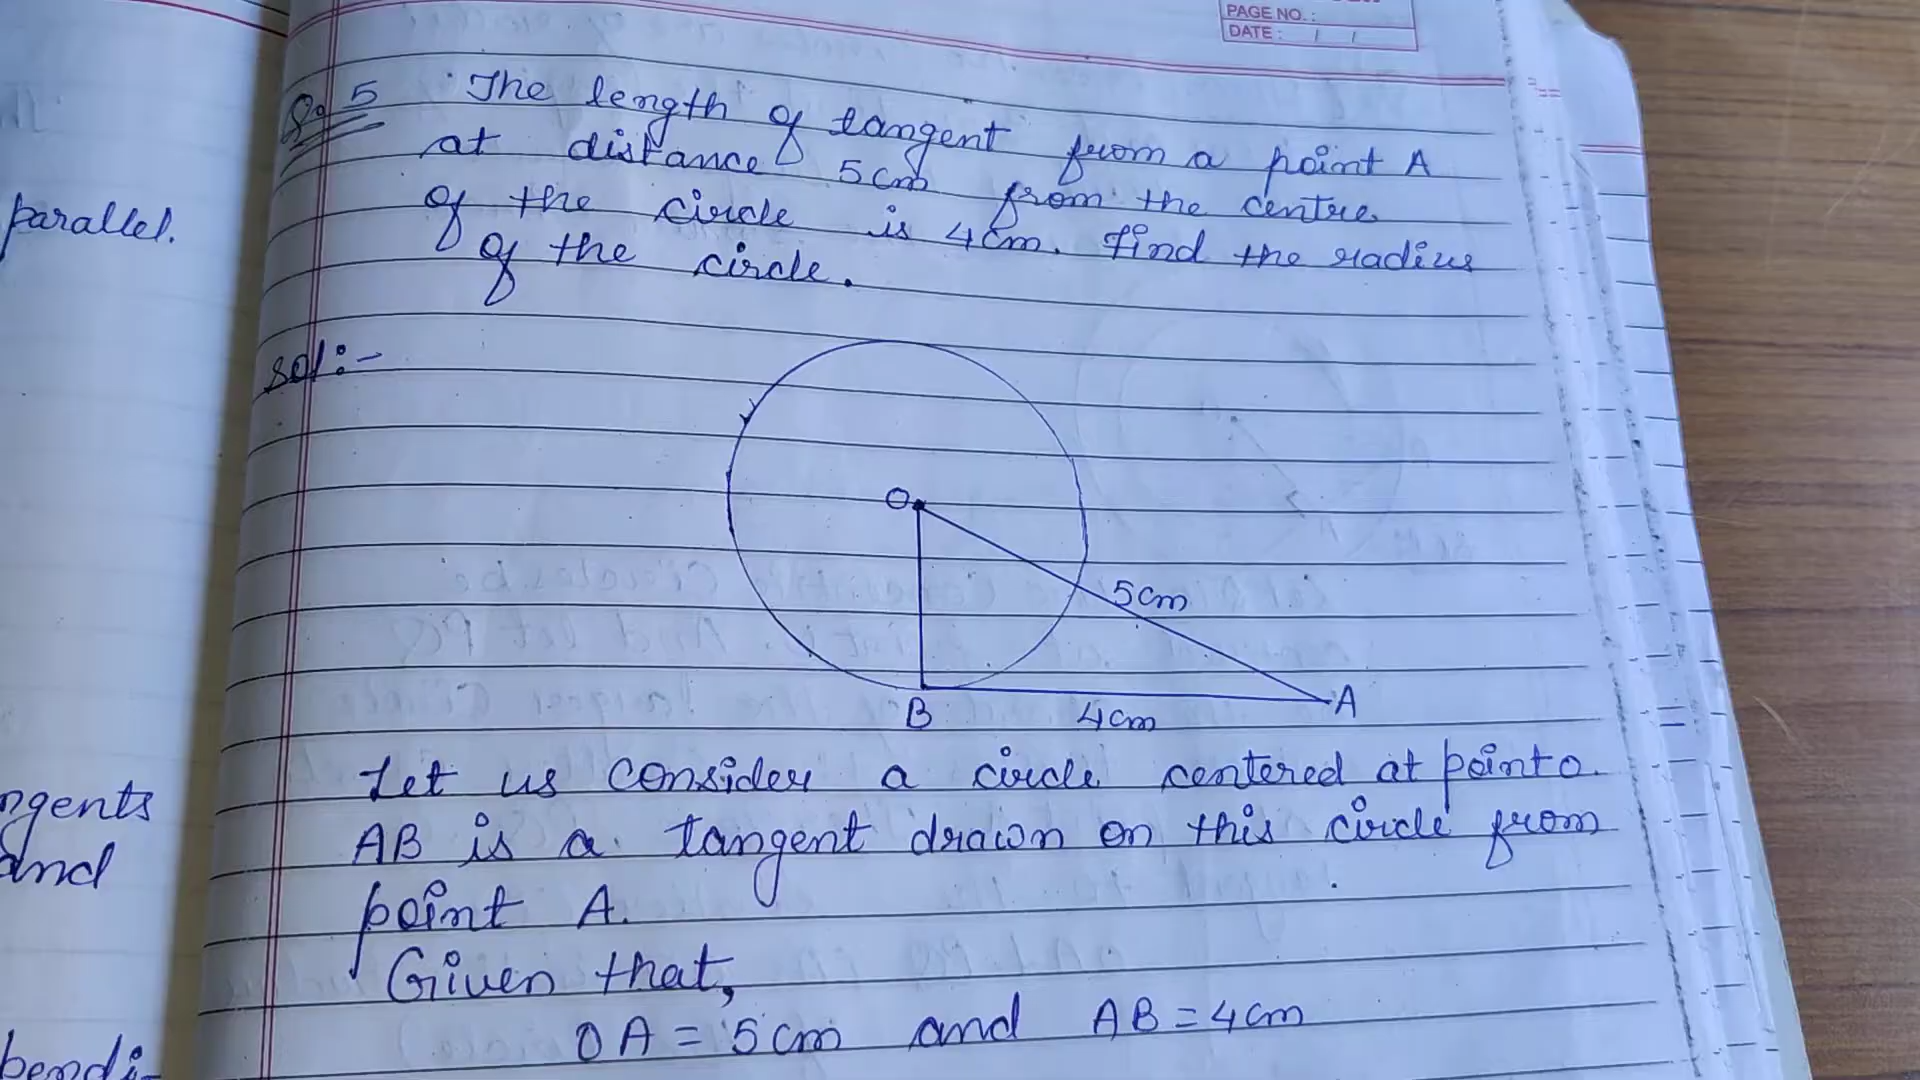 PAGE NO.:
DATE: / /
Q.5 The length of tangent from a point A
at distance 5cm from the centre
of the circle is 4cm. find the radius
of the circle.
sol:-
O
5cm
B
4cm
A
Let us consider a circle centered at point O.
AB is a tangent drawn on this circle from
point A.
Given that,
OA = 5cm and AB = 4cm
parallel.
ngents
and
bendi-